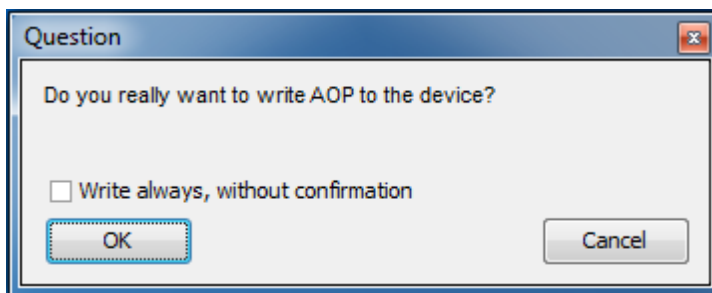 Question
Do you really want to write AOP to the device?
Write always, without confirmation
OK
Cancel